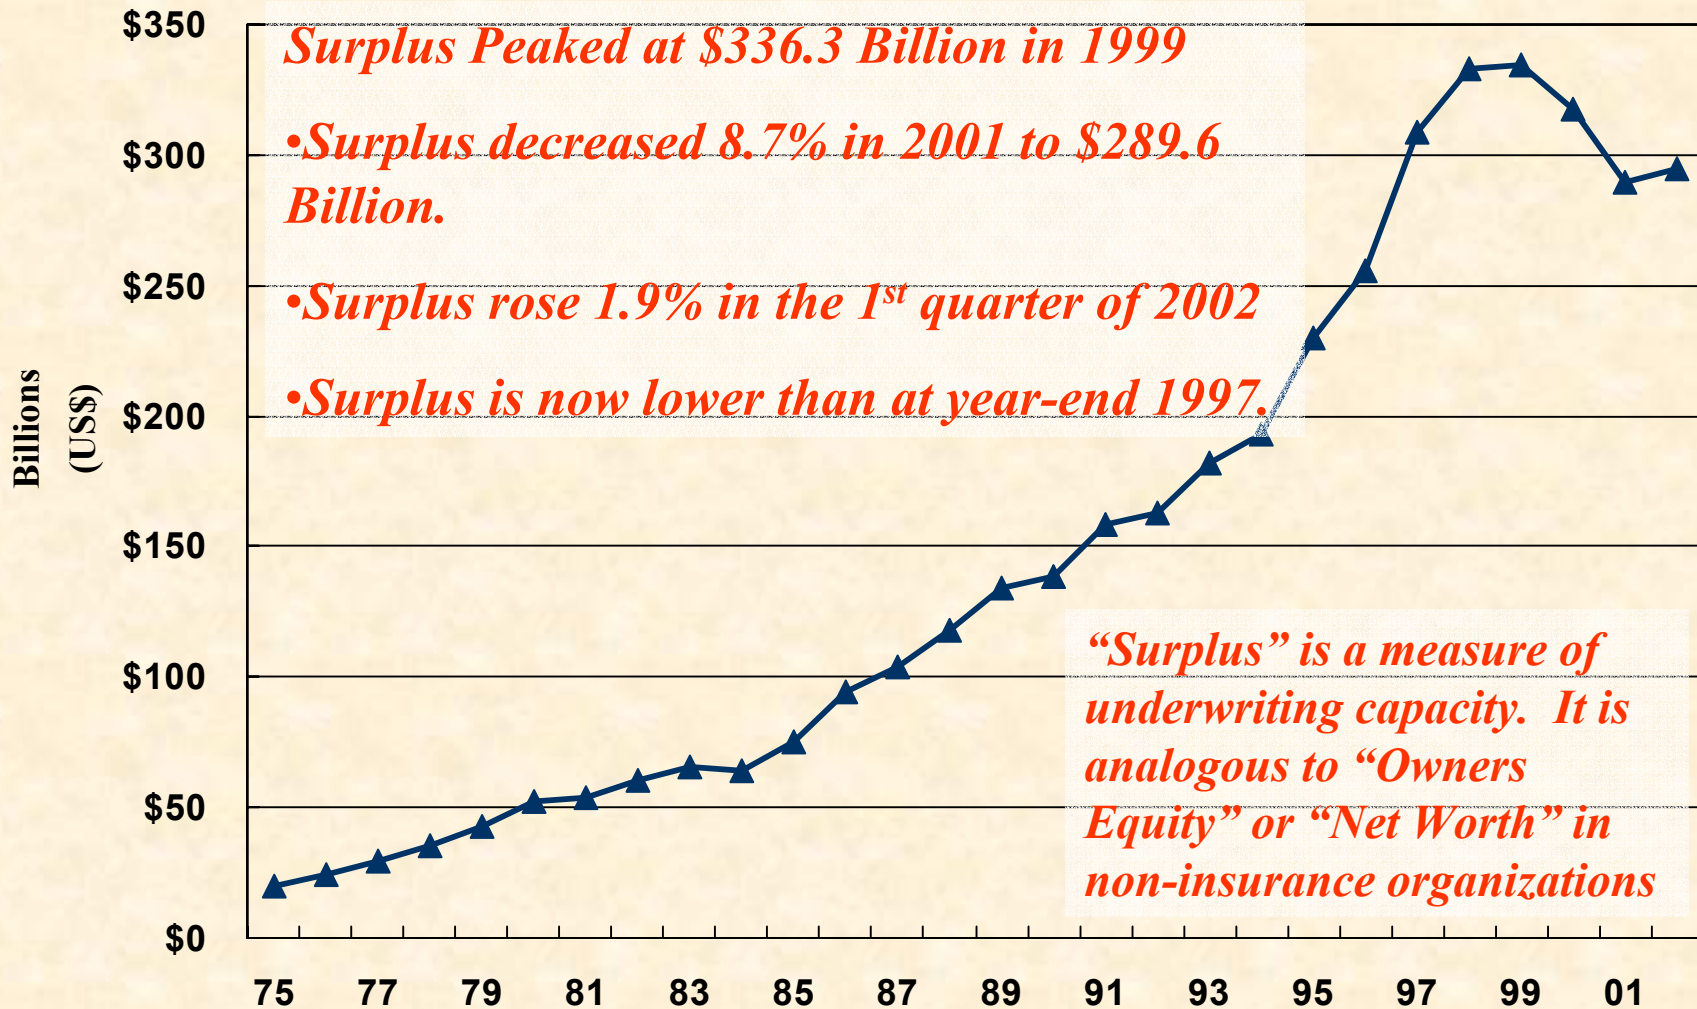 $350
$300
$250
$200
$150
$100
$50
$0
Billions
(US$)
Surplus Peaked at $336.3 Billion in 1999
•Surplus decreased 8.7% in 2001 to $289.6
Billion.
•Surplus rose 1.9% in the 1st quarter of 2002
•Surplus is now lower than at year-end 1997.
“Surplus” is a measure of
underwriting capacity. It is
analogous to “Owners
Equity” or “Net Worth” in
non-insurance organizations
75 77 79 81 83 85 87 89 91 93 95 97 99 01